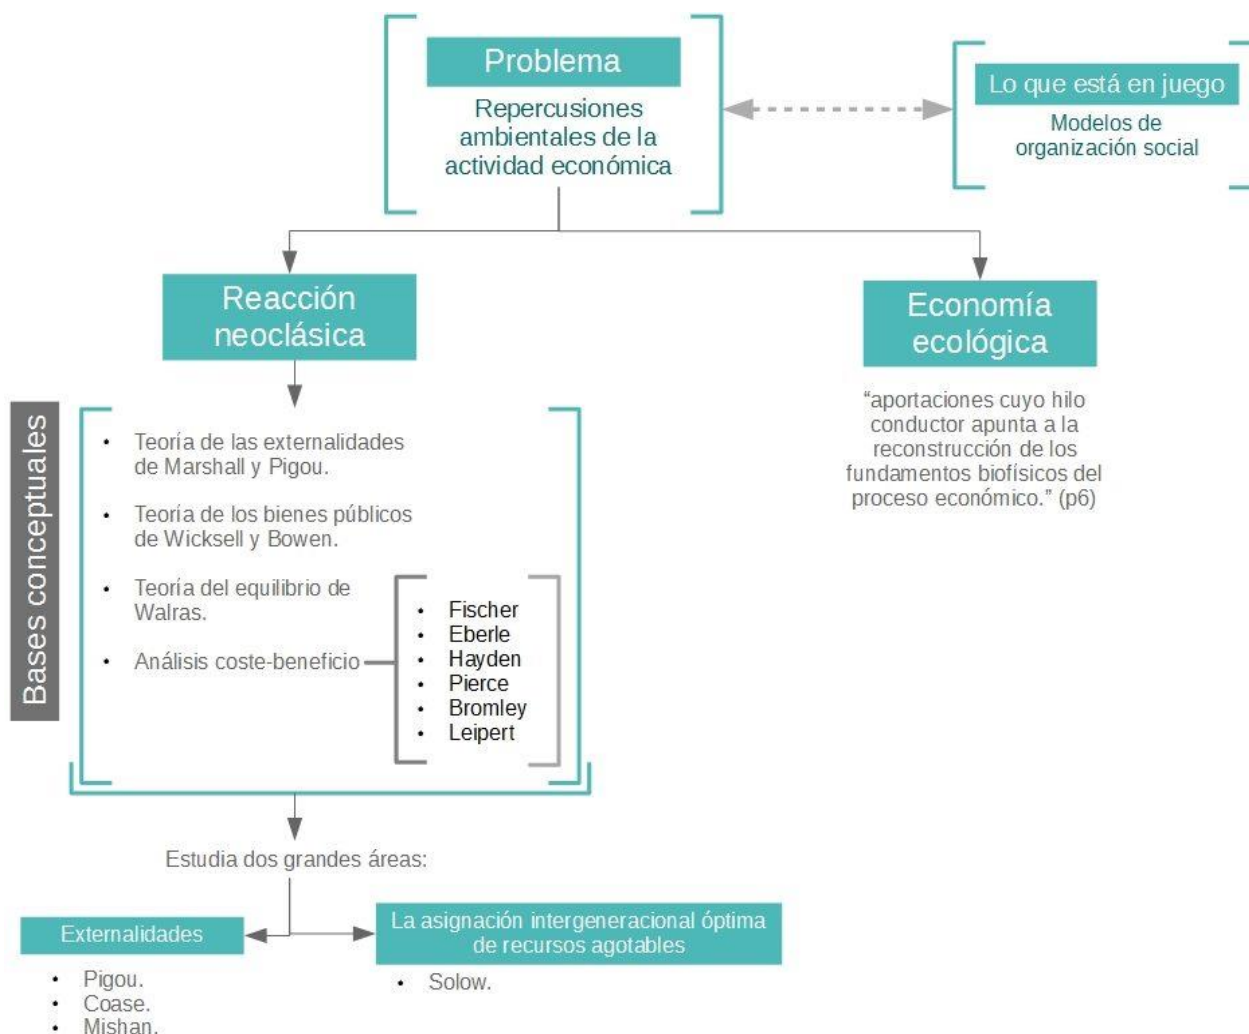 Problema
Repercusiones
ambientales de la
actividad económica
Lo que está en juego
Modelos de
organización social
Reacción
neoclásica
Economía
ecológica
“aportaciones cuyo hilo
conductor apunta a la
reconstrucción de los
fundamentos biofísicos del
proceso económico.” (p6)
Bases conceptuales
• Teoría de las externalidades
de Marshall y Pigou.
• Teoría de los bienes públicos
de Wicksell y Bowen.
• Teoría del equilibrio de
Walras.
• Análisis coste-beneficio
• Fischer
• Eberle
• Hayden
• Pierce
• Bromley
• Leipert
Estudia dos grandes áreas:
Externalidades
• Pigou.
• Coase.
• Mishan.
La asignación intergeneracional óptima
de recursos agotables
• Solow.